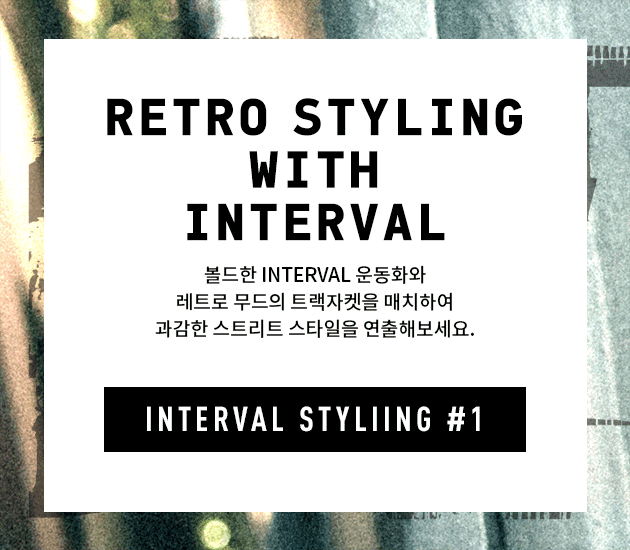 RETRO STYLING
WITH
INTERVAL
볼드한 INTERVAL 운동화와
레트로 무드의 트랙자켓을 매치하여
과감한 스트리트 스타일을 연출해보세요.
INTERVAL STYLIING #1